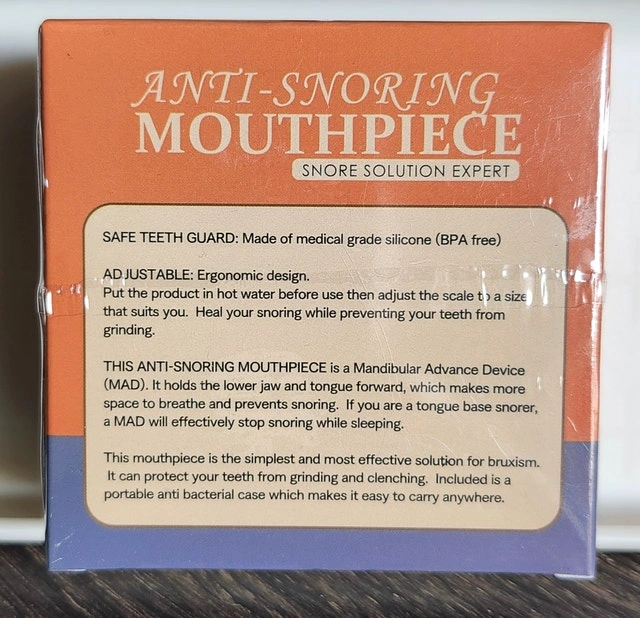 ANTI-SNORING
MOUTHPIECE
SNORE SOLUTION EXPERT
SAFE TEETH GUARD: Made of medical grade silicone (BPA free)
ADJUSTABLE: Ergonomic design.
Put the product in hot water before use then adjust the scale to a size
that suits you. Heal your snoring while preventing your teeth from
grinding.
THIS ANTI-SNORING MOUTHPIECE is a Mandibular Advance Device
(MAD). It holds the lower jaw and tongue forward, which makes more
space to breathe and prevents snoring. If you are a tongue base snorer,
a MAD will effectively stop snoring while sleeping.
This mouthpiece is the simplest and most effective solution for bruxism.
It can protect your teeth from grinding and clenching. Included is a
portable anti bacterial case which makes it easy to carry anywhere.